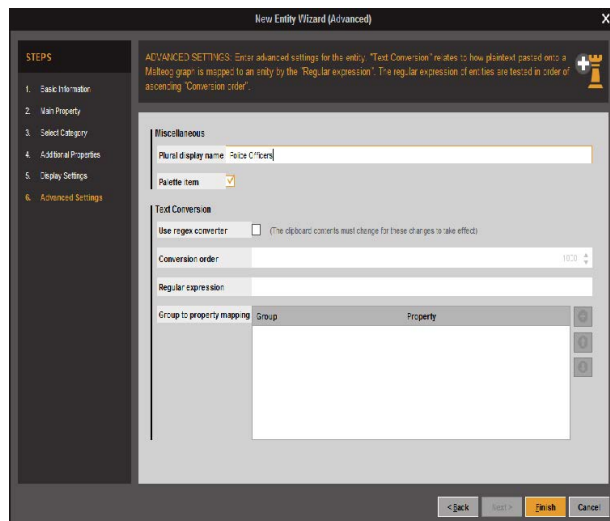 New Entity Wizard (Advanced)
X
STEPS
1. Basic Information
2. Main Property
3. Select Category
4. Additional Properties
5. Display Settings
6. Advanced Settings
ADVANCED SETTINGS: Enter advanced settings for the entity. "Text Conversion" relates to how plaintext pasted onto a
Maltego graph is mapped to an entity by the "Regular expression". The regular expression of entities are tested in order of
ascending "Conversion order".
Miscellaneous
Plural display name Police Officers
Palette item
Text Conversion
Use regex converter (The clipboard contents must change for these changes to take effect)
Conversion order 1000
Regular expression
Group to property mapping Group Property
< Back Next > Finish Cancel